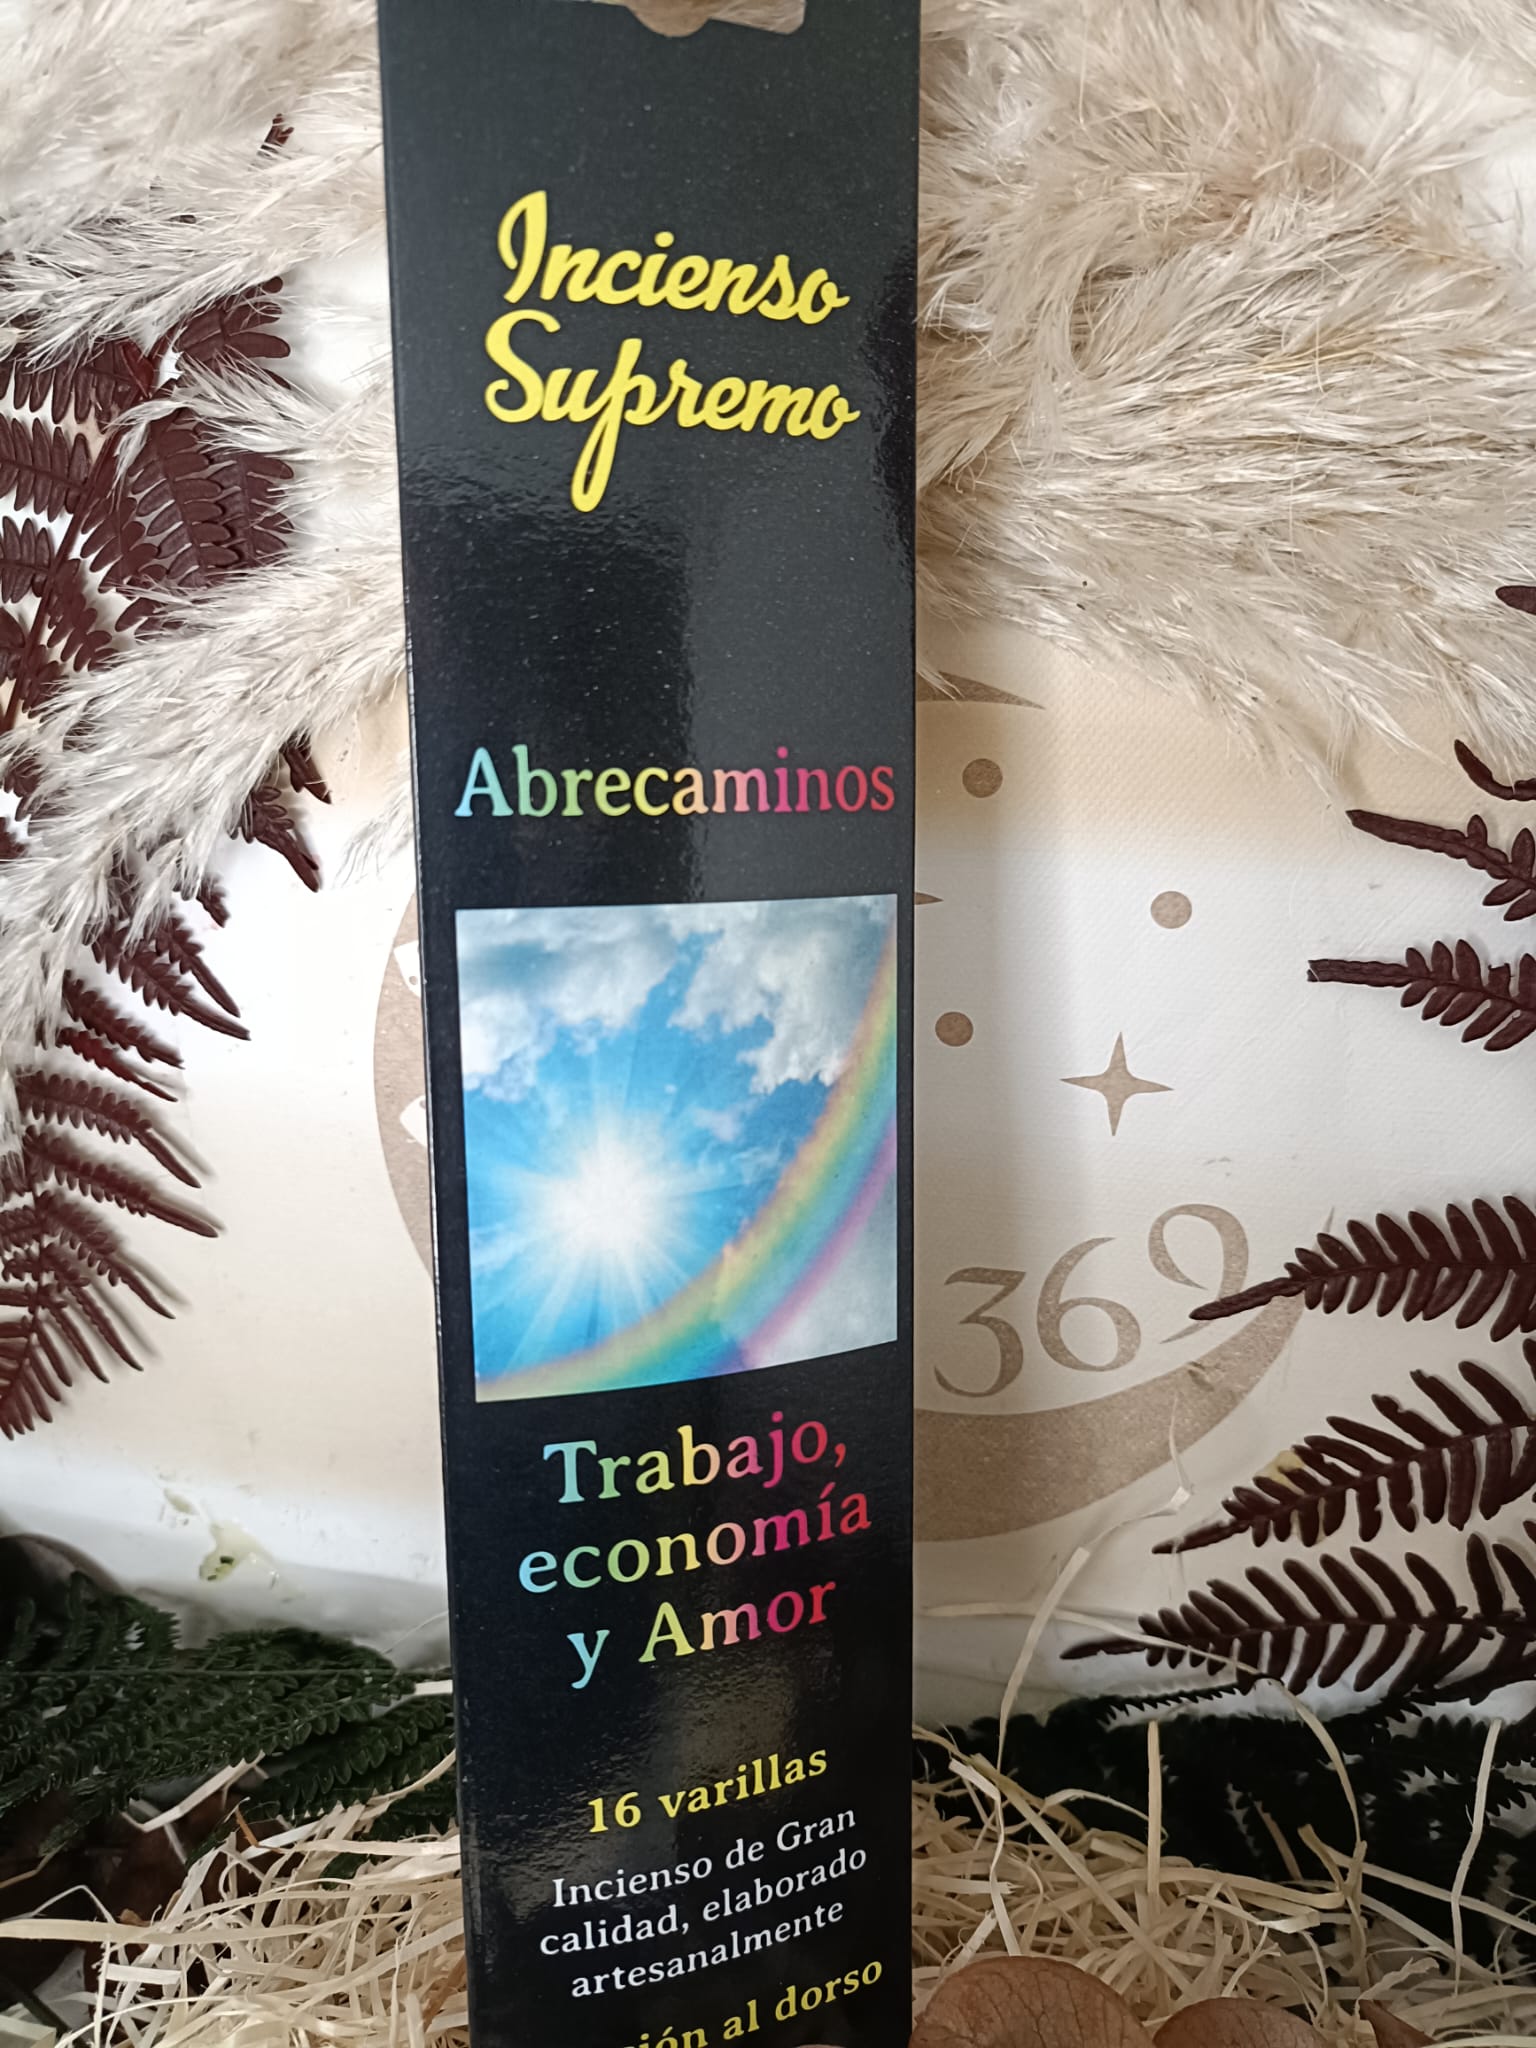 Incienso
Supremo
Abrecaminos
369
Trabajo,
economía
y Amor
16 varillas
Incienso de Gran
calidad, elaborado
artesanalmente
al dorso